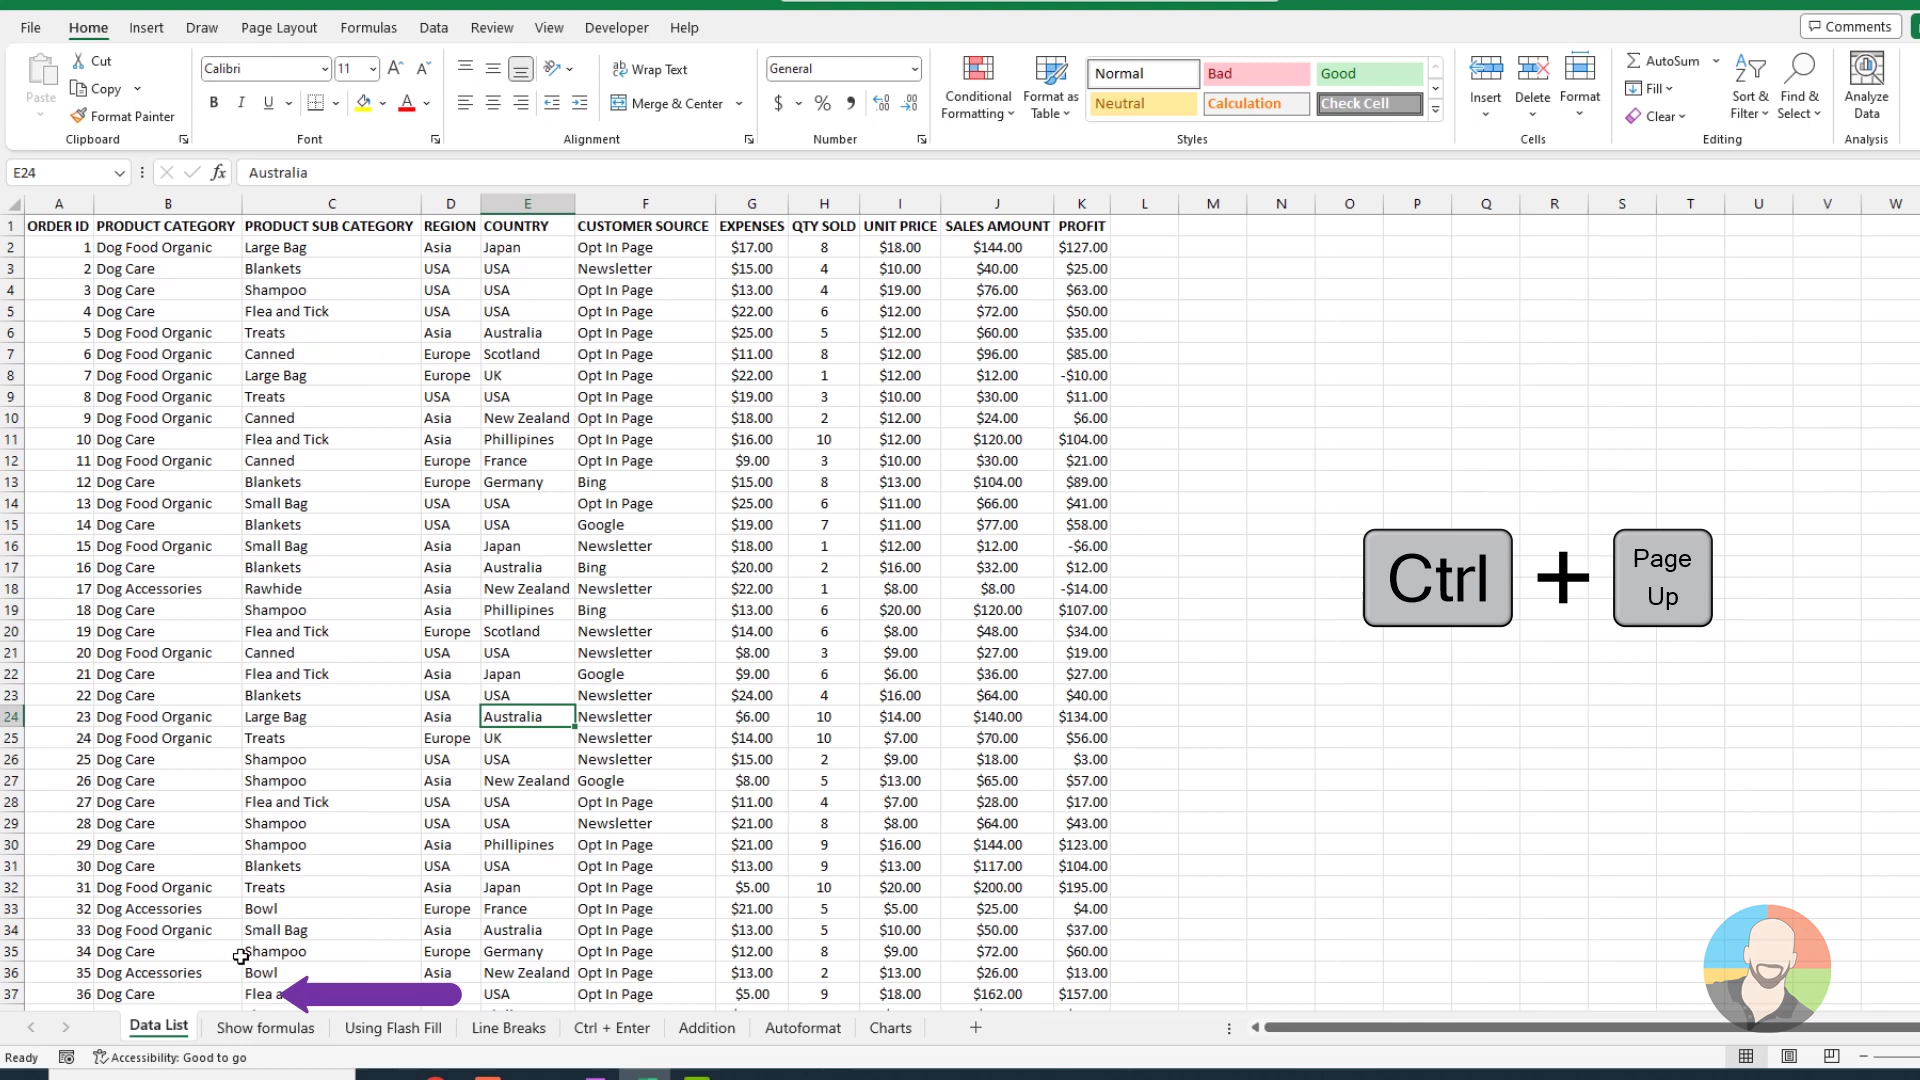 File Home Insert Draw Page Layout Formulas Data Review View Developer Help Comments
Cut Calibri 11 Wrap Text General Normal Bad Good AutoSum
Paste Copy B I U Merge & Center $ % Conditional Formatting Format as Table Neutral Calculation Check Cell Insert Delete Format Fill Sort & Filter Find & Select Analyze Data
Format Painter Clear
Clipboard Font Alignment Number Styles Cells Editing Analysis
E24 fx Australia
A B C D E F G H I J K L M N O P Q R S T U V W
1 ORDER ID PRODUCT CATEGORY PRODUCT SUB CATEGORY REGION COUNTRY CUSTOMER SOURCE EXPENSES QTY SOLD UNIT PRICE SALES AMOUNT PROFIT
2 1 Dog Food Organic Large Bag Asia Japan Opt In Page $17.00 8 $18.00 $144.00 $127.00
3 2 Dog Care Blankets USA USA Newsletter $15.00 4 $10.00 $40.00 $25.00
4 3 Dog Care Shampoo USA USA Opt In Page $13.00 4 $19.00 $76.00 $63.00
5 4 Dog Care Flea and Tick USA USA Opt In Page $22.00 6 $12.00 $72.00 $50.00
6 5 Dog Food Organic Treats Asia Australia Opt In Page $25.00 5 $12.00 $60.00 $35.00
7 6 Dog Food Organic Canned Europe Scotland Opt In Page $11.00 8 $12.00 $96.00 $85.00
8 7 Dog Food Organic Large Bag Europe UK Opt In Page $22.00 1 $12.00 $12.00 -$10.00
9 8 Dog Food Organic Treats USA USA Opt In Page $19.00 3 $10.00 $30.00 $11.00
10 9 Dog Food Organic Canned Asia New Zealand Opt In Page $18.00 2 $12.00 $24.00 $6.00
11 10 Dog Care Flea and Tick Asia Phillipines Opt In Page $16.00 10 $12.00 $120.00 $104.00
12 11 Dog Food Organic Canned Europe France Opt In Page $9.00 3 $10.00 $30.00 $21.00
13 12 Dog Care Blankets Europe Germany Bing $15.00 8 $13.00 $104.00 $89.00
14 13 Dog Food Organic Small Bag USA USA Opt In Page $25.00 6 $11.00 $66.00 $41.00
15 14 Dog Care Blankets USA USA Google $19.00 7 $11.00 $77.00 $58.00
16 15 Dog Food Organic Small Bag Asia Japan Newsletter $18.00 1 $12.00 $12.00 -$6.00
17 16 Dog Care Blankets Asia Australia Bing $20.00 2 $16.00 $32.00 $12.00
18 17 Dog Accessories Rawhide Asia New Zealand Newsletter $22.00 1 $8.00 $8.00 -$14.00
19 18 Dog Care Shampoo Asia Phillipines Bing $13.00 6 $20.00 $120.00 $107.00
20 19 Dog Care Flea and Tick Europe Scotland Newsletter $14.00 6 $8.00 $48.00 $34.00
21 20 Dog Food Organic Canned USA USA Newsletter $8.00 3 $9.00 $27.00 $19.00
22 21 Dog Care Flea and Tick Asia Japan Google $9.00 6 $6.00 $36.00 $27.00
23 22 Dog Care Blankets USA USA Newsletter $24.00 4 $16.00 $64.00 $40.00
24 23 Dog Food Organic Large Bag Asia Australia Newsletter $6.00 10 $14.00 $140.00 $134.00
25 24 Dog Food Organic Treats Europe UK Newsletter $14.00 10 $7.00 $70.00 $56.00
26 25 Dog Care Shampoo USA USA Newsletter $15.00 2 $9.00 $18.00 $3.00
27 26 Dog Care Shampoo Asia New Zealand Google $8.00 5 $13.00 $65.00 $57.00
28 27 Dog Care Flea and Tick USA USA Opt In Page $11.00 4 $7.00 $28.00 $17.00
29 28 Dog Care Shampoo USA USA Newsletter $21.00 8 $8.00 $64.00 $43.00
30 29 Dog Care Shampoo Asia Phillipines Opt In Page $21.00 9 $16.00 $144.00 $123.00
31 30 Dog Care Blankets USA USA Opt In Page $13.00 9 $13.00 $117.00 $104.00
32 31 Dog Food Organic Treats Asia Japan Opt In Page $5.00 10 $20.00 $200.00 $195.00
33 32 Dog Accessories Bowl Europe France Opt In Page $21.00 5 $5.00 $25.00 $4.00
34 33 Dog Food Organic Small Bag Asia Australia Opt In Page $13.00 5 $10.00 $50.00 $37.00
35 34 Dog Care Shampoo Europe Germany Opt In Page $12.00 8 $9.00 $72.00 $60.00
36 35 Dog Accessories Bowl Asia New Zealand Opt In Page $13.00 2 $13.00 $26.00 $13.00
37 36 Dog Care Flea USA Opt In Page $5.00 9 $18.00 $162.00 $157.00
Ctrl + Page Up
Data List Show formulas Using Flash Fill Line Breaks Ctrl + Enter Addition Autoformat Charts
Ready Accessibility: Good to go